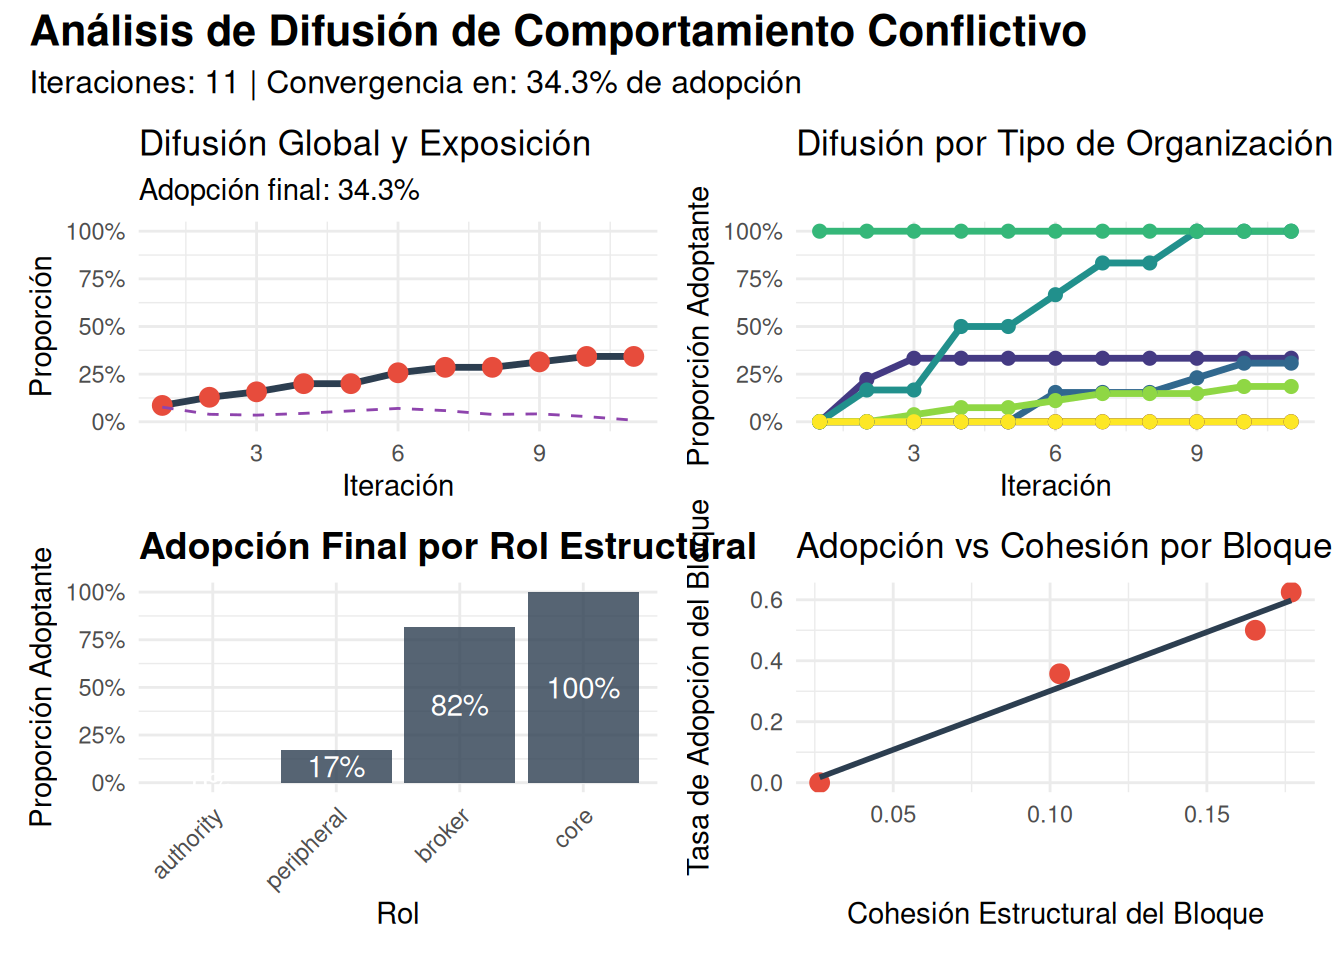 Análisis de Difusión de Comportamiento Conflictivo
Iteraciones: 11 | Convergencia en: 34.3% de adopción
Difusión Global y Exposición
Adopción final: 34.3%
Proporción
100%
75%
50%
25%
0%
3 6 9
Iteración
Difusión por Tipo de Organización
Proporción Adoptante
100%
75%
50%
25%
0%
3 6 9
Iteración
Adopción Final por Rol Estructural
Proporción Adoptante
100%
75%
50%
25%
0%
17%
82%
100%
authority
peripheral
broker
core
Rol
Adopción vs Cohesión por Bloque
Tasa de Adopción del Bloque
0.6
0.4
0.2
0.0
0.05 0.10 0.15
Cohesión Estructural del Bloque